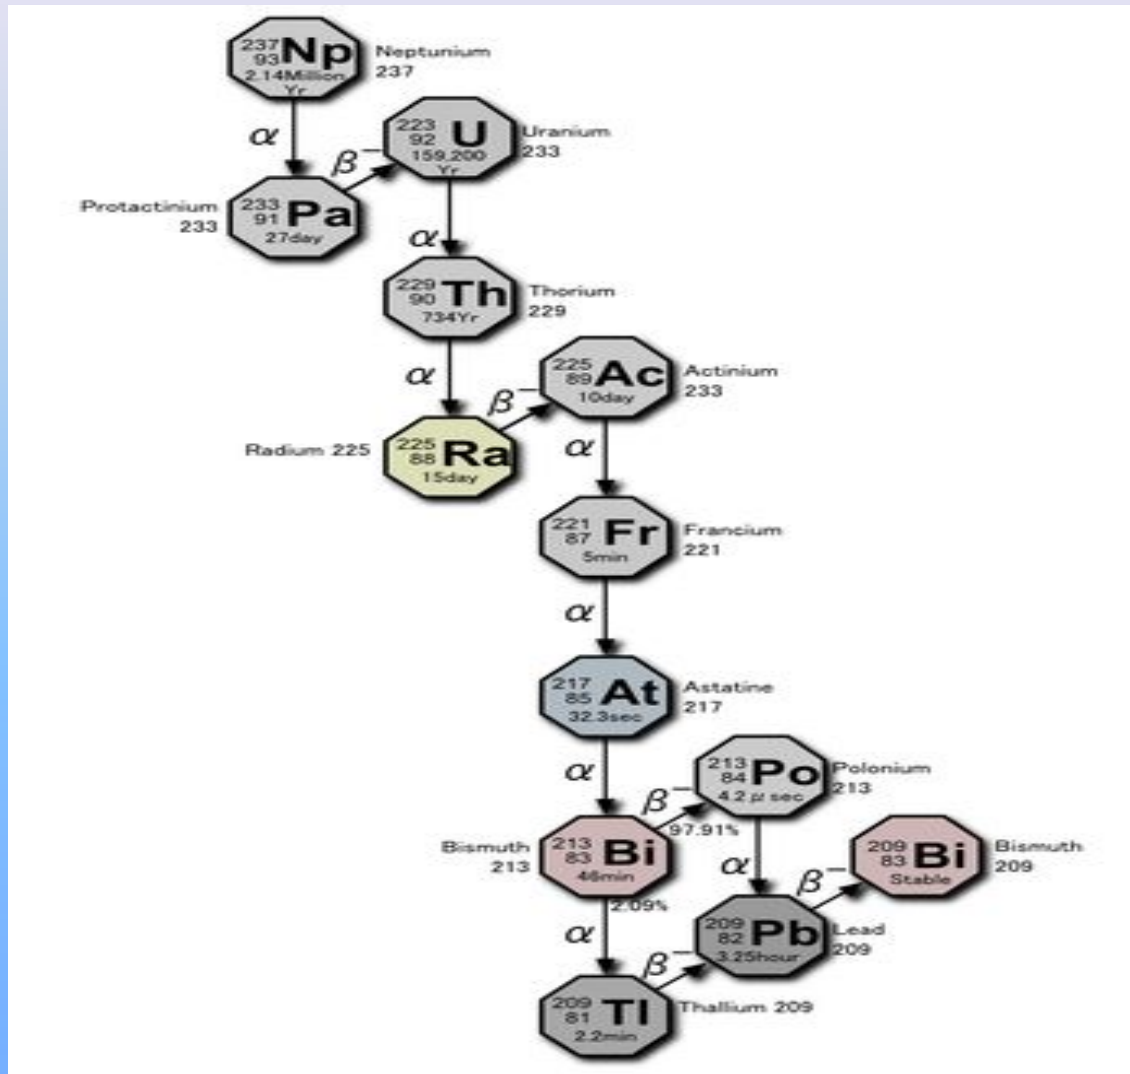 237
93 Np
2.14Million
Yr
Neptunium
237
α
β−
223
92 U
159,200
Yr
Uranium
233
Protactinium
233
233
91 Pa
27day
α
229
90 Th
734Yr
Thorium
229
α
β−
225
89 Ac
10day
Actinium
233
Radium 225
225
88 Ra
15day
α
221
87 Fr
5min
Francium
221
α
217
85 At
32.3sec
Astatine
217
α
β−
97.91%
213
84 Po
4.2 μ sec
Polonium
213
Bismuth
213
213
83 Bi
46min
2.09%
α
β−
209
83 Bi
Stable
Bismuth
209
α
β−
209
82 Pb
3.25hour
Lead
209
209
81 Tl
2.2min
Thallium 209